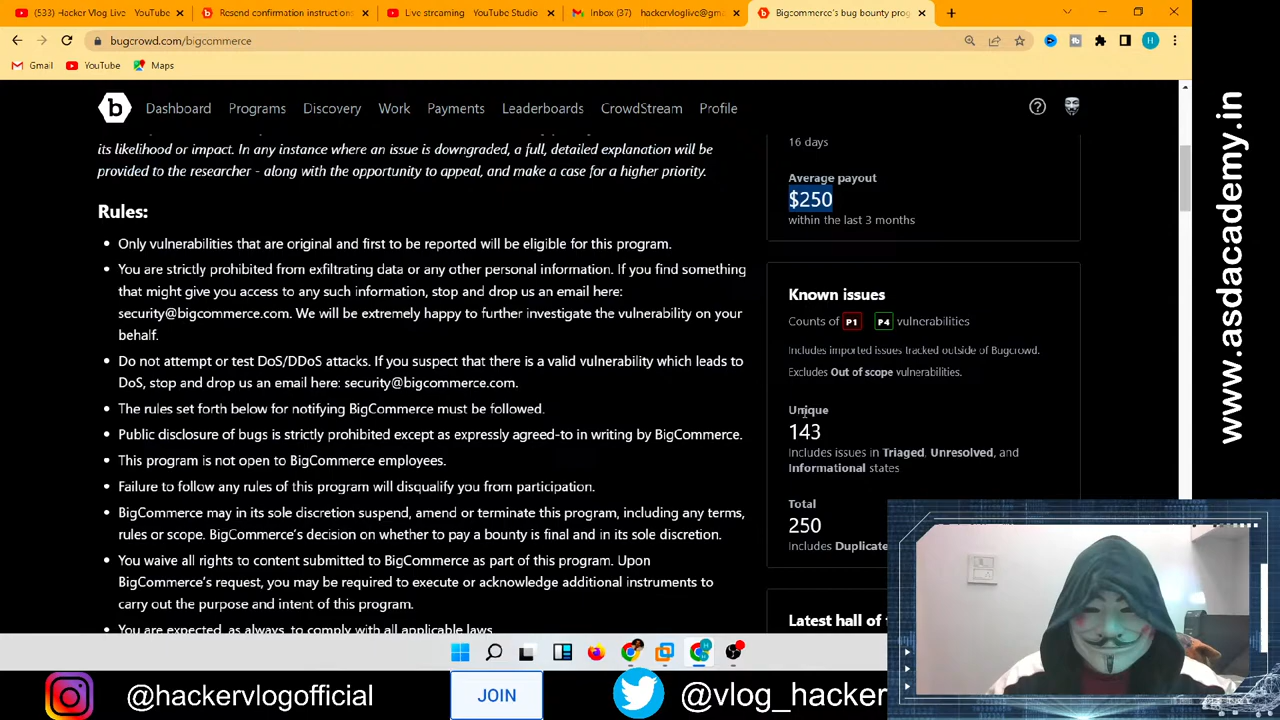 (533) Hacker Vlog Live - YouTube
Resend confirmation instructions
Live streaming - YouTube Studio
Inbox (37) - hackervloglive@gm
Bigcommerce's bug bounty prog
bugcrowd.com/bigcommerce
H
Gmail
YouTube
Maps
b
Dashboard
Programs
Discovery
Work
Payments
Leaderboards
CrowdStream
Profile
its likelihood or impact. In any instance where an issue is downgraded, a full, detailed explanation will be
provided to the researcher - along with the opportunity to appeal, and make a case for a higher priority.
Rules:
Only vulnerabilities that are original and first to be reported will be eligible for this program.
You are strictly prohibited from exfiltrating data or any other personal information. If you find something
that might give you access to any such information, stop and drop us an email here:
security@bigcommerce.com. We will be extremely happy to further investigate the vulnerability on your
behalf.
Do not attempt or test DoS/DDoS attacks. If you suspect that there is a valid vulnerability which leads to
DoS, stop and drop us an email here: security@bigcommerce.com.
The rules set forth below for notifying BigCommerce must be followed.
Public disclosure of bugs is strictly prohibited except as expressly agreed-to in writing by BigCommerce.
This program is not open to BigCommerce employees.
Failure to follow any rules of this program will disqualify you from participation.
BigCommerce may in its sole discretion suspend, amend or terminate this program, including any terms,
rules or scope. BigCommerce's decision on whether to pay a bounty is final and in its sole discretion.
You waive all rights to content submitted to BigCommerce as part of this program. Upon
BigCommerce's request, you may be required to execute or acknowledge additional instruments to
carry out the purpose and intent of this program.
You are expected, as always, to comply with all applicable laws
16 days
Average payout
$250
within the last 3 months
Known issues
Counts of P1 P4 vulnerabilities
Includes imported issues tracked outside of Bugcrowd.
Excludes Out of scope vulnerabilities.
Unique
143
Includes issues in Triaged, Unresolved, and
Informational states
Total
250
Includes Duplicate
Latest hall of
www.asdacademy.in
@hackervlogofficial
JOIN
@vlog_hacker